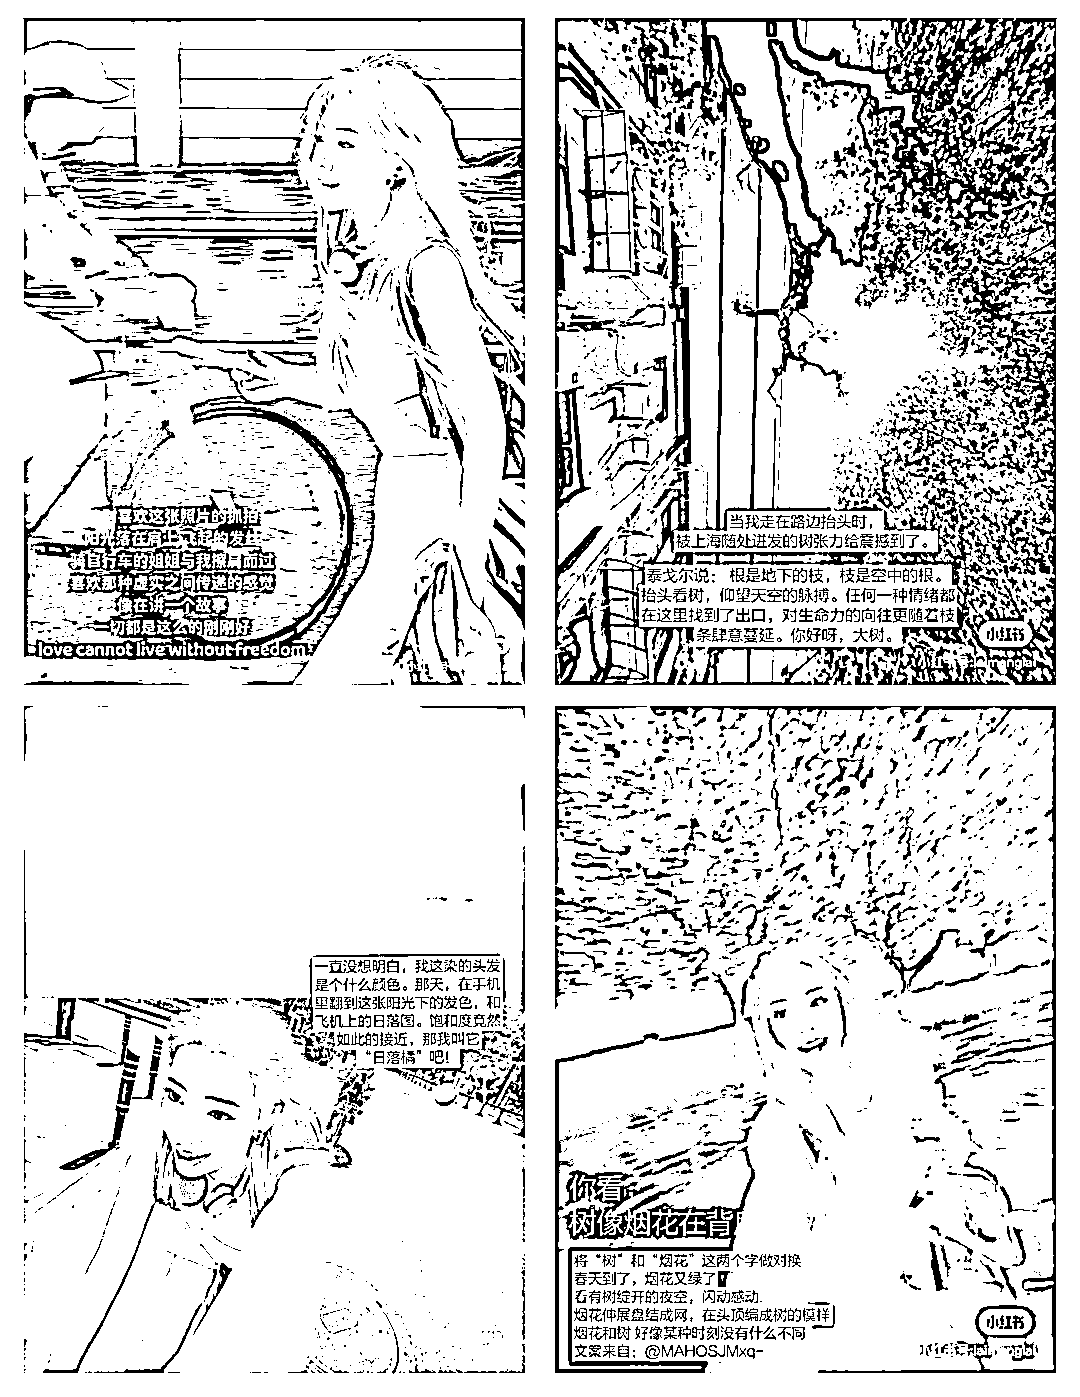 喜欢这张照片的抓拍
阳光落在肩上飞起的发丝
骑自行车的姐姐与我擦肩而过
喜欢那种虚实之间传递的感觉
像在讲一个故事
一切都是这么的刚刚好
love cannot live without freedom
当我走在路边抬头时，
被上海随处迸发的树张力给震撼到了。
泰戈尔说： 根是地下的枝，枝是空中的根。
抬头看树，仰望天空的脉搏。任何一种情绪都
在这里找到了出口，对生命力的向往更随着枝
条肆意蔓延。你好呀，大树。
小红书
一直没想明白，我这染的头发
是个什么颜色。那天，在手机
里翻到这张阳光下的发色，和
飞机上的日落图。饱和度竟然
如此的接近，那我叫它
“日落橘”吧！
你看
树像烟花在背
将“树”和“烟花”这两个字做对换
春天到了，烟花又绿了
看有树绽开的夜空，闪动感动.
烟花伸展盘结成网，在头顶编成树的模样
烟花和树 好像某种时刻没有什么不同
文案来自：@MAHOSJMxq-
小红书